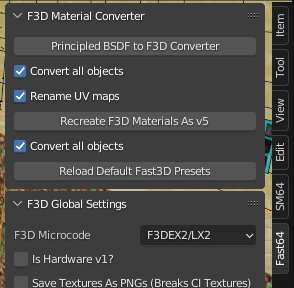 F3D Material Converter
Principled BSDF to F3D Converter
Convert all objects
Rename UV maps
Recreate F3D Materials As v5
Convert all objects
Reload Default Fast3D Presets
F3D Global Settings
F3D Microcode
F3DEX2/LX2
Is Hardware v1?
Save Textures As PNGs (Breaks CI Textures)
Item
Tool
View
Edit
SM64
Fast64